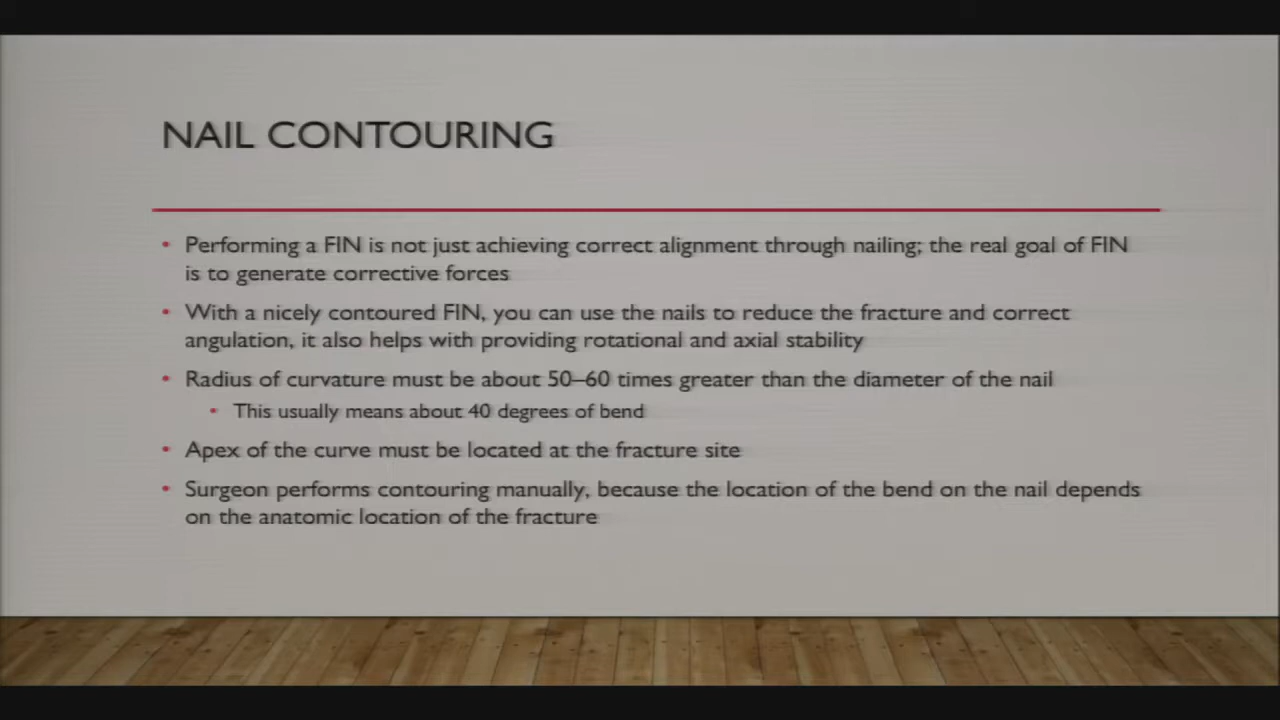 NAIL CONTOURING
• Performing a FIN is not just achieving correct alignment through nailing; the real goal of FIN
is to generate corrective forces
• With a nicely contoured FIN, you can use the nails to reduce the fracture and correct
angulation, it also helps with providing rotational and axial stability
• Radius of curvature must be about 50–60 times greater than the diameter of the nail
• This usually means about 40 degrees of bend
• Apex of the curve must be located at the fracture site
• Surgeon performs contouring manually, because the location of the bend on the nail depends
on the anatomic location of the fracture